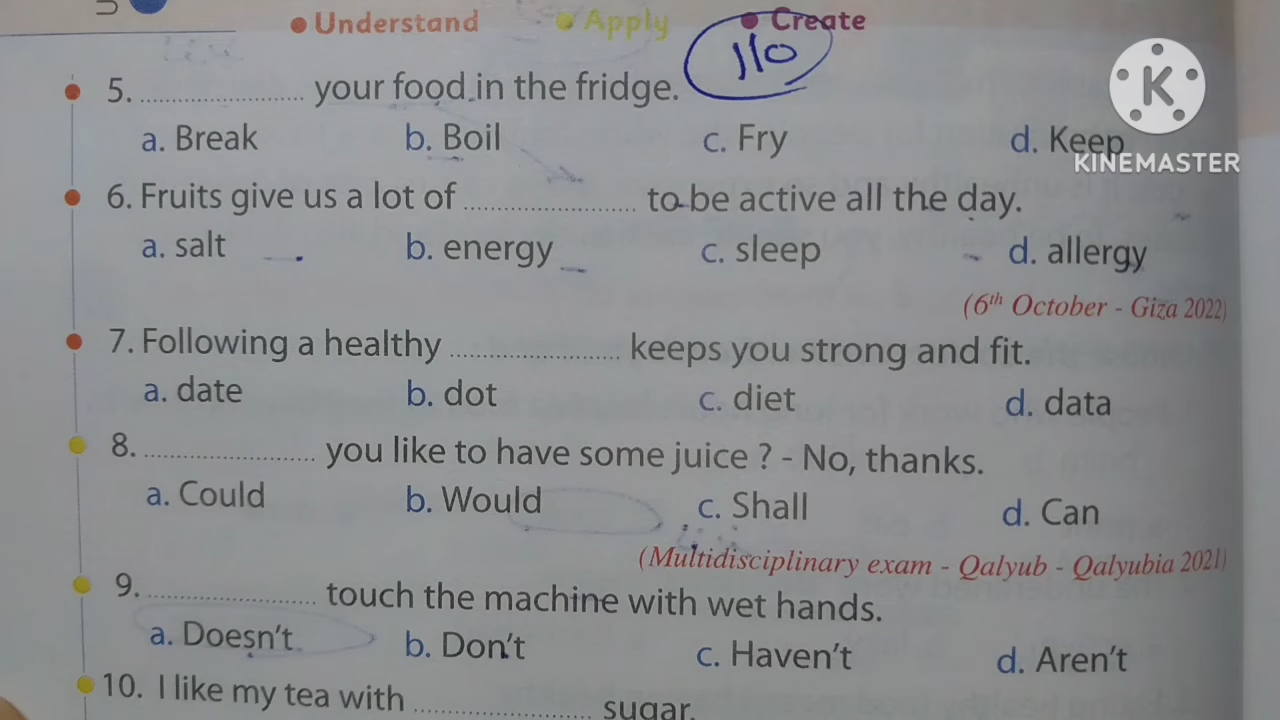 Understand Apply Create
110
5. ........................ your food in the fridge.
a. Break b. Boil c. Fry d. Keep
KINEMASTER
6. Fruits give us a lot of ........................ to be active all the day.
a. salt b. energy c. sleep d. allergy
(6th October - Giza 2022)
7. Following a healthy ........................ keeps you strong and fit.
a. date b. dot c. diet d. data
8. ........................ you like to have some juice ? - No, thanks.
a. Could b. Would c. Shall d. Can
(Multidisciplinary exam - Qalyub - Qalyubia 2021)
9. ........................ touch the machine with wet hands.
a. Doesn't b. Don't c. Haven't d. Aren't
10. I like my tea with ........................ sugar.